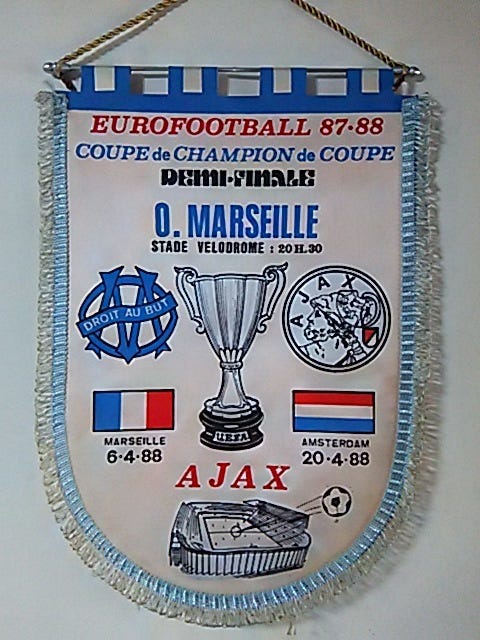 EUROFOOTBALL 87-88
COUPE de CHAMPION de COUPE
DEMI-FINALE
O. MARSEILLE
STADE VELODROME : 20 H.30
DROIT AU BUT
AJAX
UEFA
MARSEILLE
6-4-88
AMSTERDAM
20-4-88
AJAX